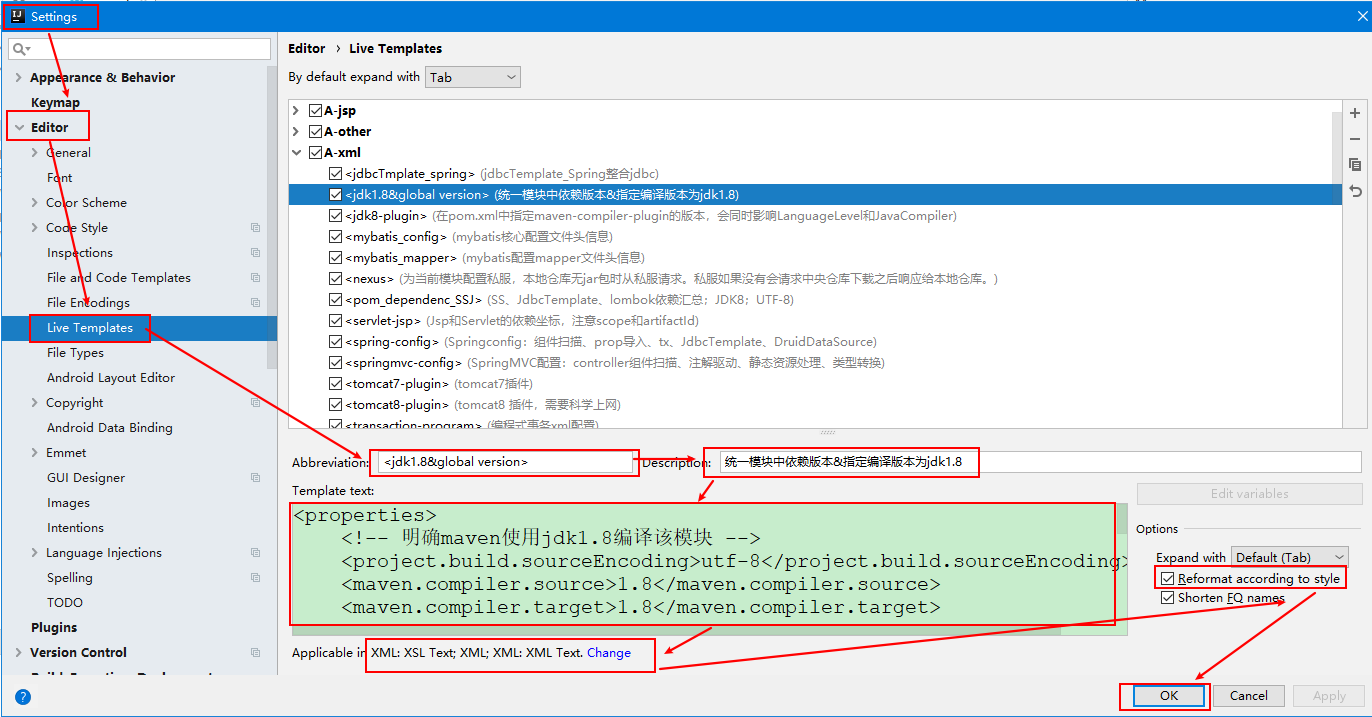 Settings
Appearance & Behavior
Keymap
Editor
General
Font
Color Scheme
Code Style
Inspections
File and Code Templates
File Encodings
Live Templates
File Types
Android Layout Editor
Copyright
Android Data Binding
Emmet
GUI Designer
Images
Intentions
Language Injections
Spelling
TODO
Plugins
Version Control
Editor › Live Templates
By default expand with Tab
A-jsp
A-other
A-xml
<jdbcTmplate_spring> (jdbcTemplate_Spring整合jdbc)
<jdk1.8&global version> (统一模块中依赖版本&指定编译版本为jdk1.8)
<jdk8-plugin> (在pom.xml中指定maven-compiler-plugin的版本，会同时影响LanguageLevel和JavaCompiler)
<mybatis_config> (mybatis核心配置文件头信息)
<mybatis_mapper> (mybatis配置mapper文件头信息)
<nexus> (为当前模块配置私服，本地仓库无jar包时从私服请求。私服如果没有会请求中央仓库下载之后响应给本地仓库。)
<pom_dependenc_SSJ> (SS、JdbcTemplate、lombok依赖汇总；JDK8；UTF-8)
<servlet-jsp> (Jsp和Servlet的依赖坐标，注意scope和artifactId)
<spring-config> (Springconfig：组件扫描、prop导入、tx、JdbcTemplate、DruidDataSource)
<springmvc-config> (SpringMVC配置：controller组件扫描、注解驱动、静态资源处理、类型转换)
<tomcat7-plugin> (tomcat7插件)
<tomcat8-plugin> (tomcat8 插件，需要科学上网)
<transaction-program> (编程式事务xml配置)
Abbreviation: <jdk1.8&global version> Description: 统一模块中依赖版本&指定编译版本为jdk1.8
Template text:
<properties>
<!-- 明确maven使用jdk1.8编译该模块 -->
<project.build.sourceEncoding>utf-8</project.build.sourceEncoding>
<maven.compiler.source>1.8</maven.compiler.source>
<maven.compiler.target>1.8</maven.compiler.target>
Edit variables
Options
Expand with Default (Tab)
Reformat according to style
Shorten FQ names
Applicable in XML: XSL Text; XML; XML: XML Text. Change
? OK Cancel Apply